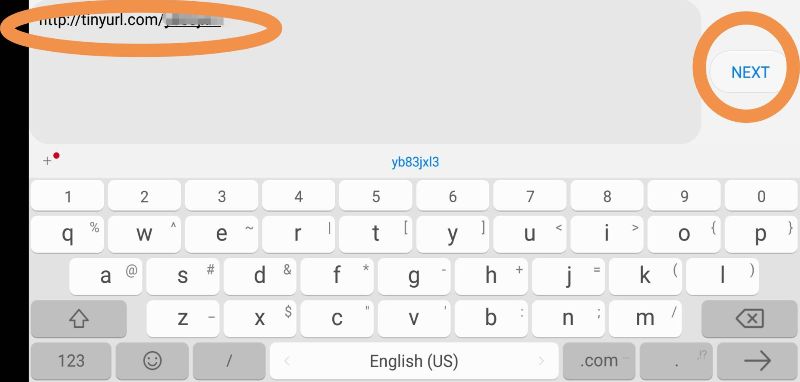 http://tinyurl.com/
NEXT
+
yb83jxl3
1 2 3 4 5 6 7 8 9 0
q % w ^ e ~ r | t [ y ] u < i > o { p }
a @ s # d & f * g - h + j = k ( l )
z _ x $ c " v ' b : n ; m /
123 / < English (US) > .com ... . ,!?